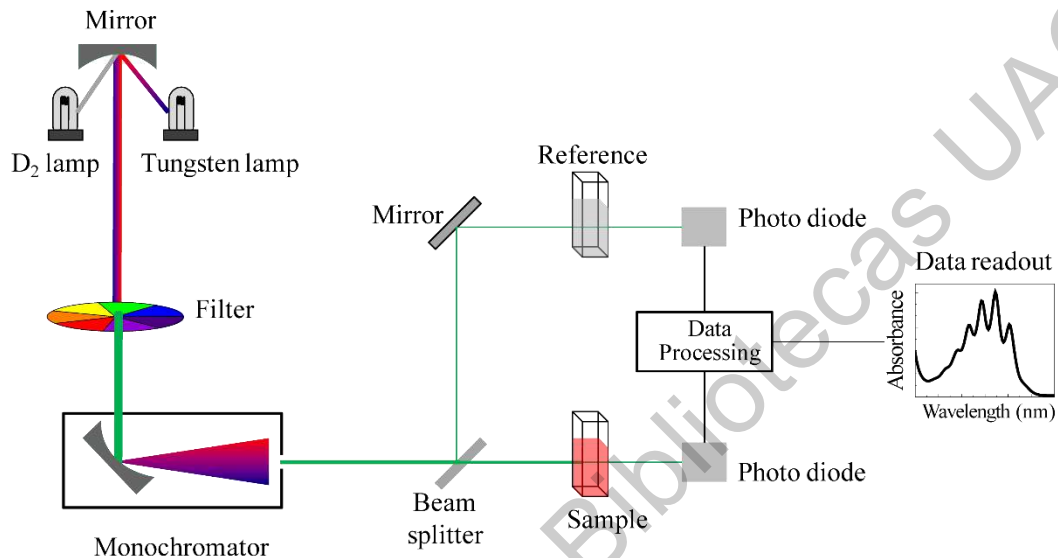 Mirror
D₂ lamp
Tungsten lamp
Filter
Monochromator
Beam
splitter
Mirror
Reference
Sample
Photo diode
Photo diode
Data
Processing
Data readout
Absorbance
Wavelength (nm)
Bibliotecas